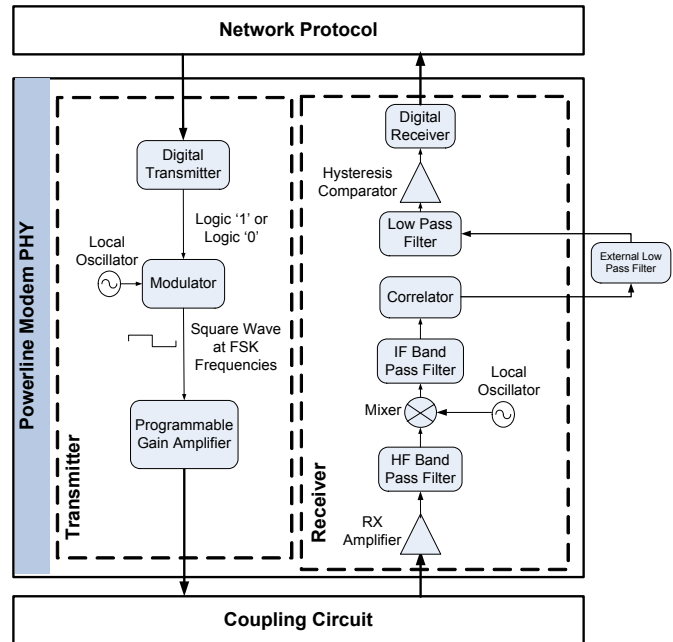 Network Protocol
Powerline Modem PHY
Transmitter
Digital
Transmitter
Logic ‘1’ or
Logic ‘0’
Local
Oscillator
Modulator
Square Wave
at FSK
Frequencies
Programmable
Gain Amplifier
Receiver
Digital
Receiver
Hysteresis
Comparator
Low Pass
Filter
External Low
Pass Filter
Correlator
IF Band
Pass Filter
Local
Oscillator
Mixer
HF Band
Pass Filter
RX
Amplifier
Coupling Circuit